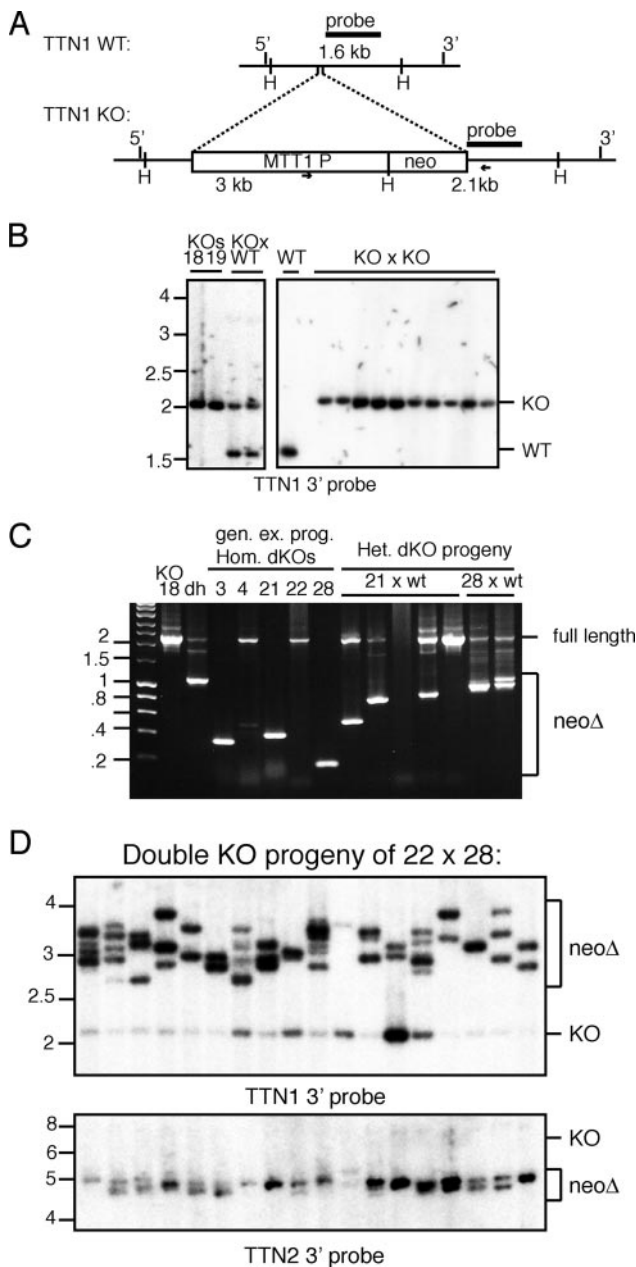 A
TTN1 WT:
probe
5' 1.6 kb 3'
H H
TTN1 KO:
probe
5' 3'
MTT1 P neo
H 3 kb H 2.1kb H
B
KOs KOx WT KO x KO
18 19 WT
4
3
2.5
2
1.5
KO
WT
TTN1 3' probe
C
gen. ex. prog.
Hom. dKOs Het. dKO progeny
KO 21 x wt 28 x wt
18 dh 3 4 21 22 28
2
1.5
1
.8
.4
.2
full length
neoΔ
D
Double KO progeny of 22 x 28:
4
3
2.5
2
neoΔ
KO
TTN1 3' probe
8
6
5
4
KO
neoΔ
TTN2 3' probe